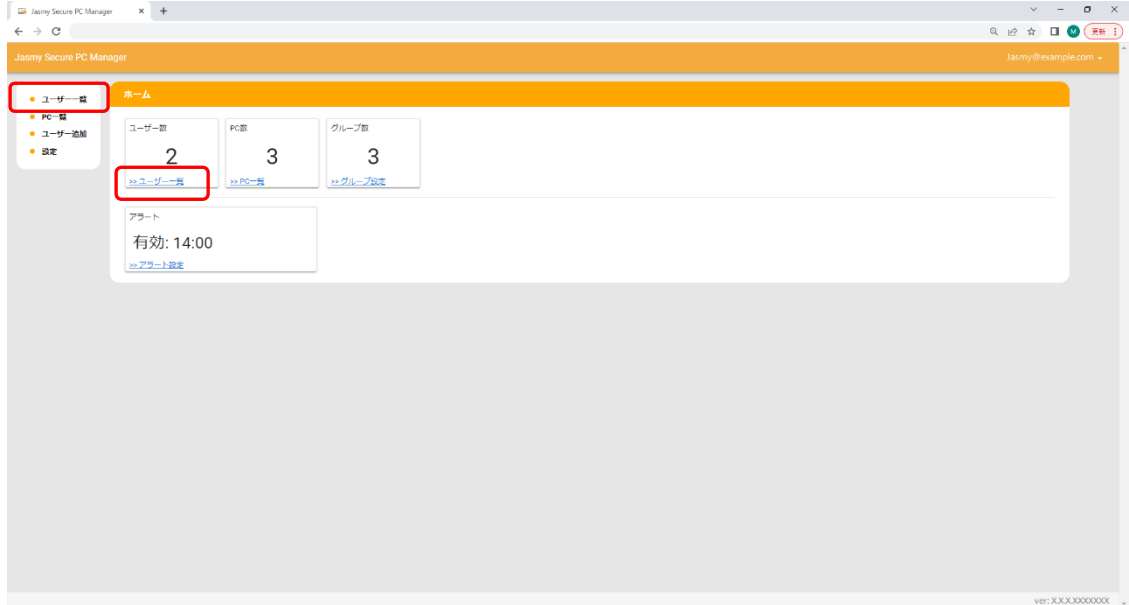 Jasmy Secure PC Manager
M
更新
Jasmy Secure PC Manager
Jasmy@example.com
ユーザー一覧
PC一覧
ユーザー追加
設定
ホーム
ユーザー数
2
>> ユーザー一覧
PC数
3
>> PC一覧
グループ数
3
>> グループ設定
アラート
有効: 14:00
>> アラート設定
ver: X.X.X.XXXXXXX